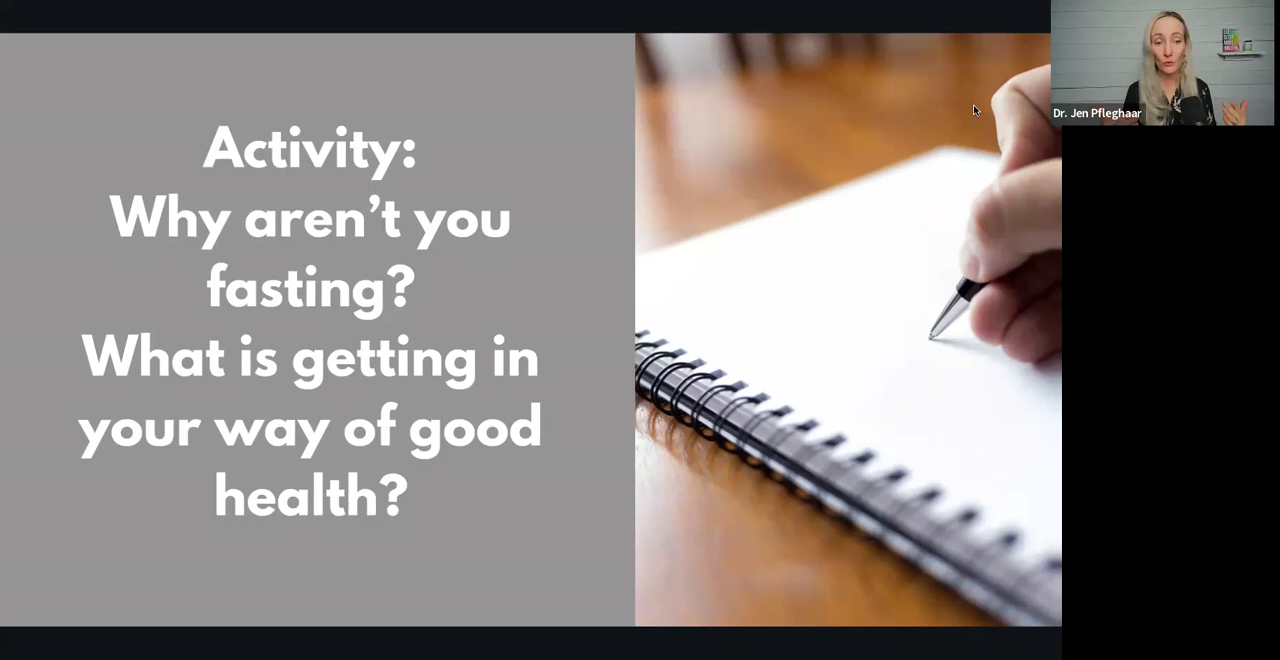 Activity:
Why aren’t you
fasting?
What is getting in
your way of good
health?
Dr. Jen Pfleghaar